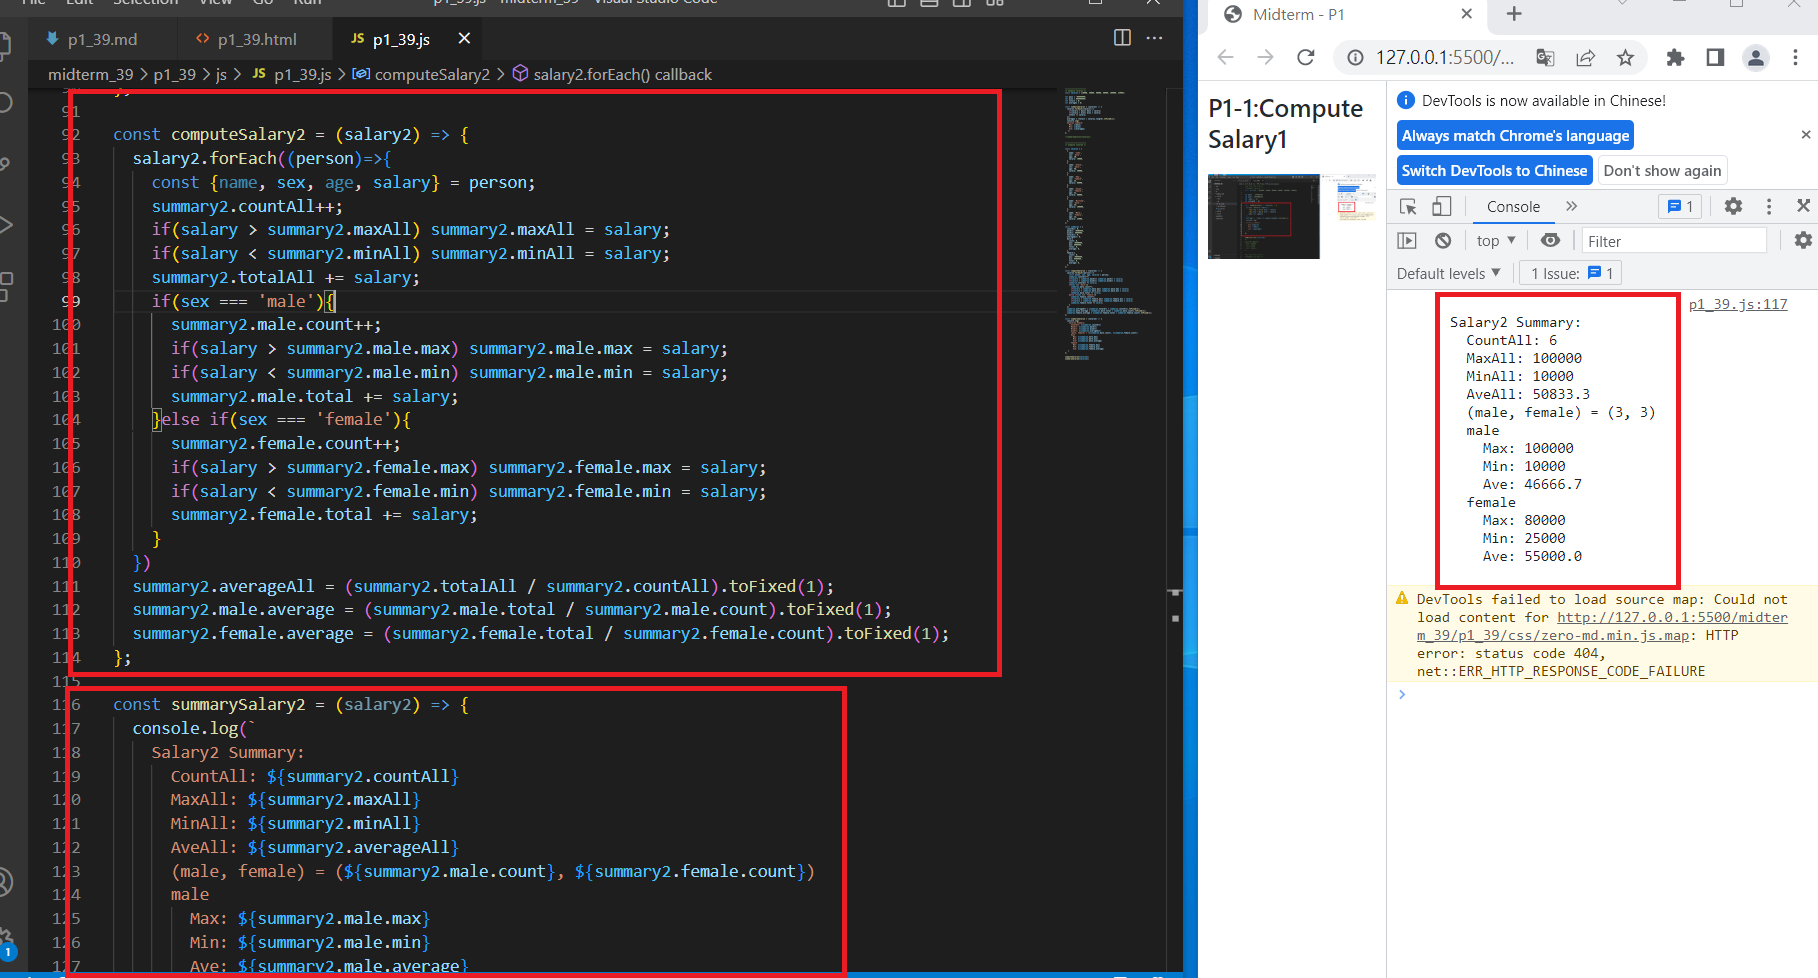 File Edit Selection View Go Run p1_39.js - midterm_39 - Visual Studio Code
p1_39.md
p1_39.html
JS p1_39.js
midterm_39 > p1_39 > js > JS p1_39.js > computeSalary2 > salary2.forEach() callback
91
92 const computeSalary2 = (salary2) => {
93 salary2.forEach((person)=>{
94 const {name, sex, age, salary} = person;
95 summary2.countAll++;
96 if(salary > summary2.maxAll) summary2.maxAll = salary;
97 if(salary < summary2.minAll) summary2.minAll = salary;
98 summary2.totalAll += salary;
99 if(sex === 'male'){
100 summary2.male.count++;
101 if(salary > summary2.male.max) summary2.male.max = salary;
102 if(salary < summary2.male.min) summary2.male.min = salary;
103 summary2.male.total += salary;
104 }else if(sex === 'female'){
105 summary2.female.count++;
106 if(salary > summary2.female.max) summary2.female.max = salary;
107 if(salary < summary2.female.min) summary2.female.min = salary;
108 summary2.female.total += salary;
109 }
110 })
111 summary2.averageAll = (summary2.totalAll / summary2.countAll).toFixed(1);
112 summary2.male.average = (summary2.male.total / summary2.male.count).toFixed(1);
113 summary2.female.average = (summary2.female.total / summary2.female.count).toFixed(1);
114 };
115
116 const summarySalary2 = (salary2) => {
117 console.log(`
118 Salary2 Summary:
119 CountAll: ${summary2.countAll}
120 MaxAll: ${summary2.maxAll}
121 MinAll: ${summary2.minAll}
122 AveAll: ${summary2.averageAll}
123 (male, female) = (${summary2.male.count}, ${summary2.female.count})
124 male
125 Max: ${summary2.male.max}
126 Min: ${summary2.male.min}
127 Ave: ${summary2.male.average}
1
Midterm - P1
127.0.0.1:5500/...
P1-1:Compute
Salary1
DevTools is now available in Chinese!
Always match Chrome's language
Switch DevTools to Chinese
Don't show again
Console
1
top
Filter
Default levels
1 Issue: 1
p1_39.js:117
Salary2 Summary:
CountAll: 6
MaxAll: 100000
MinAll: 10000
AveAll: 50833.3
(male, female) = (3, 3)
male
Max: 100000
Min: 10000
Ave: 46666.7
female
Max: 80000
Min: 25000
Ave: 55000.0
DevTools failed to load source map: Could not
load content for http://127.0.0.1:5500/midter
m_39/p1_39/css/zero-md.min.js.map: HTTP
error: status code 404,
net::ERR_HTTP_RESPONSE_CODE_FAILURE